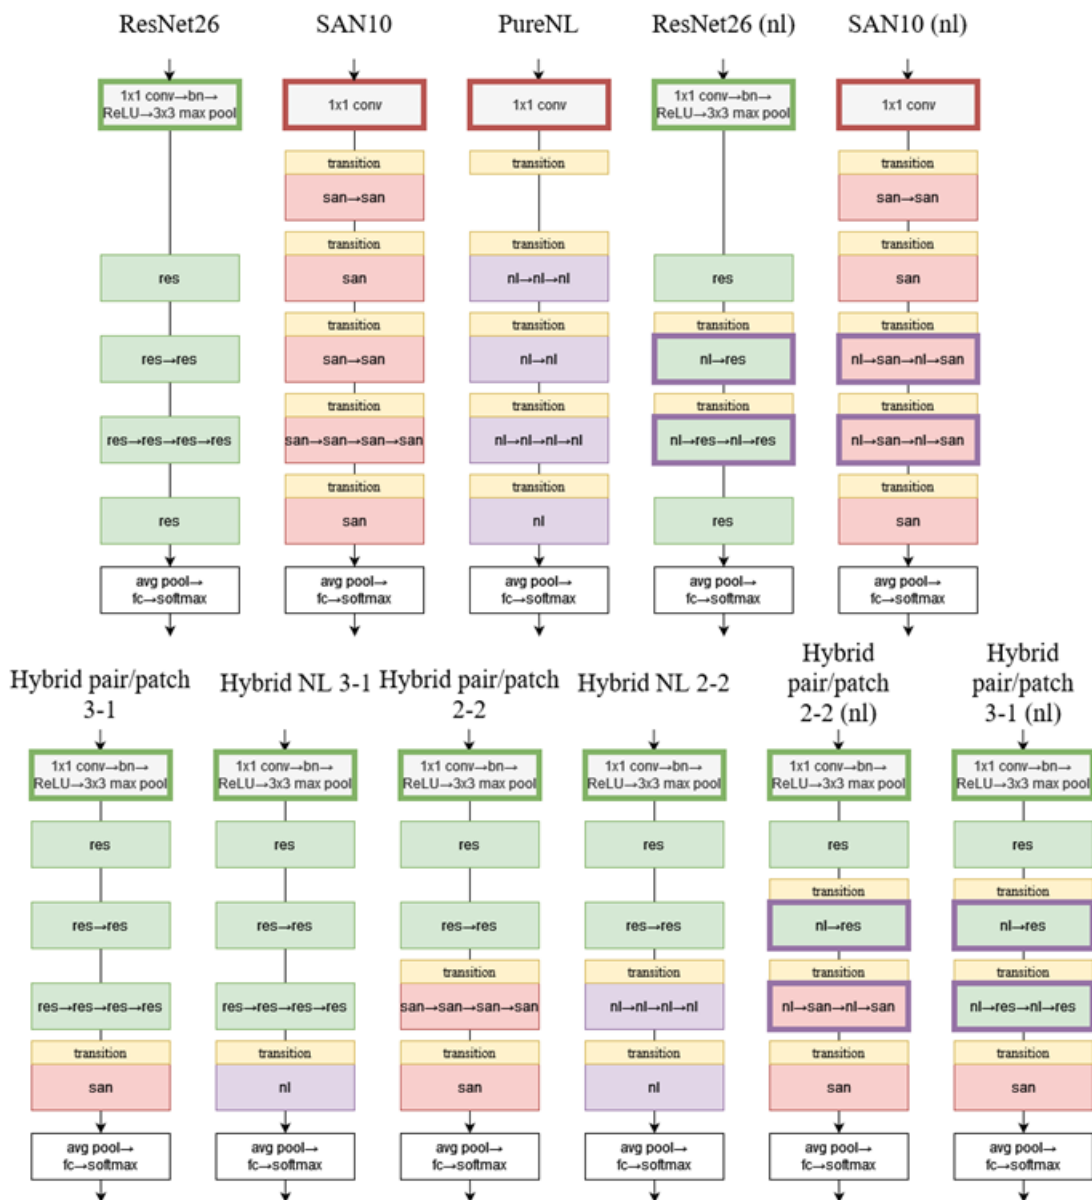 ResNet26
1x1 conv→bn→
ReLU→3x3 max pool
res
res→res
res→res→res→res
res
avg pool→
fc→softmax
SAN10
1x1 conv
transition
san→san
transition
san
transition
san→san
transition
san→san→san→san
transition
san
avg pool→
fc→softmax
PureNL
1x1 conv
transition
transition
nl→nl→nl
transition
nl→nl
transition
nl→nl→nl→nl
transition
nl
avg pool→
fc→softmax
ResNet26 (nl)
1x1 conv→bn→
ReLU→3x3 max pool
res
transition
nl→res
transition
nl→res→nl→res
res
avg pool→
fc→softmax
SAN10 (nl)
1x1 conv
transition
san→san
transition
san
transition
nl→san→nl→san
transition
nl→san→nl→san
transition
san
avg pool→
fc→softmax
Hybrid pair/patch
3-1
1x1 conv→bn→
ReLU→3x3 max pool
res
res→res
res→res→res→res
transition
san
avg pool→
fc→softmax
Hybrid NL 3-1
1x1 conv→bn→
ReLU→3x3 max pool
res
res→res
res→res→res→res
transition
nl
avg pool→
fc→softmax
Hybrid pair/patch
2-2
1x1 conv→bn→
ReLU→3x3 max pool
res
res→res
transition
san→san→san→san
transition
san
avg pool→
fc→softmax
Hybrid NL 2-2
1x1 conv→bn→
ReLU→3x3 max pool
res
res→res
transition
nl→nl→nl→nl
transition
nl
avg pool→
fc→softmax
Hybrid
pair/patch
2-2 (nl)
1x1 conv→bn→
ReLU→3x3 max pool
res
transition
nl→res
transition
nl→san→nl→san
transition
san
avg pool→
fc→softmax
Hybrid
pair/patch
3-1 (nl)
1x1 conv→bn→
ReLU→3x3 max pool
res
transition
nl→res
transition
nl→res→nl→res
transition
san
avg pool→
fc→softmax